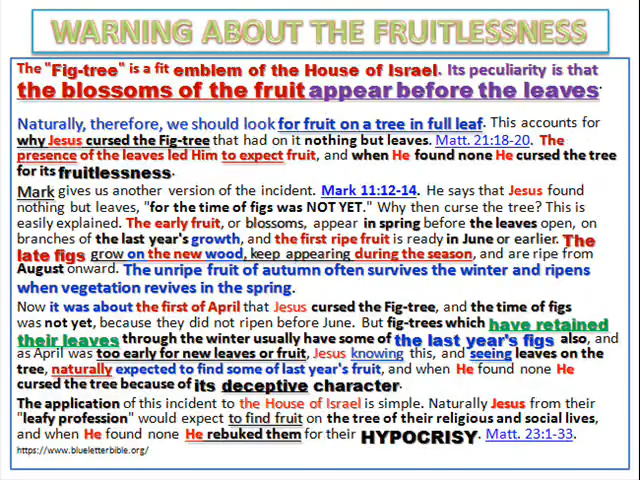 WARNING ABOUT THE FRUITLESSNESS
The "Fig-tree" is a fit emblem of the House of Israel. Its peculiarity is that
the blossoms of the fruit appear before the leaves.
Naturally, therefore, we should look for fruit on a tree in full leaf. This accounts for
why Jesus cursed the Fig-tree that had on it nothing but leaves. Matt. 21:18-20. The
presence of the leaves led Him to expect fruit, and when He found none He cursed the tree
for its fruitlessness.
Mark gives us another version of the incident. Mark 11:12-14. He says that Jesus found
nothing but leaves, "for the time of figs was NOT YET." Why then curse the tree? This is
easily explained. The early fruit, or blossoms, appear in spring before the leaves open, on
branches of the last year's growth, and the first ripe fruit is ready in June or earlier. The
late figs grow on the new wood, keep appearing during the season, and are ripe from
August onward. The unripe fruit of autumn often survives the winter and ripens
when vegetation revives in the spring.
Now it was about the first of April that Jesus cursed the Fig-tree, and the time of figs
was not yet, because they did not ripen before June. But fig-trees which have retained
their leaves through the winter usually have some of the last year's figs also, and
as April was too early for new leaves or fruit, Jesus knowing this, and seeing leaves on the
tree, naturally expected to find some of last year's fruit, and when He found none He
cursed the tree because of its deceptive character.
The application of this incident to the House of Israel is simple. Naturally Jesus from their
"leafy profession" would expect to find fruit on the tree of their religious and social lives,
and when He found none He rebuked them for their HYPOCRISY. Matt. 23:1-33.
https://www.blueletterbible.org/